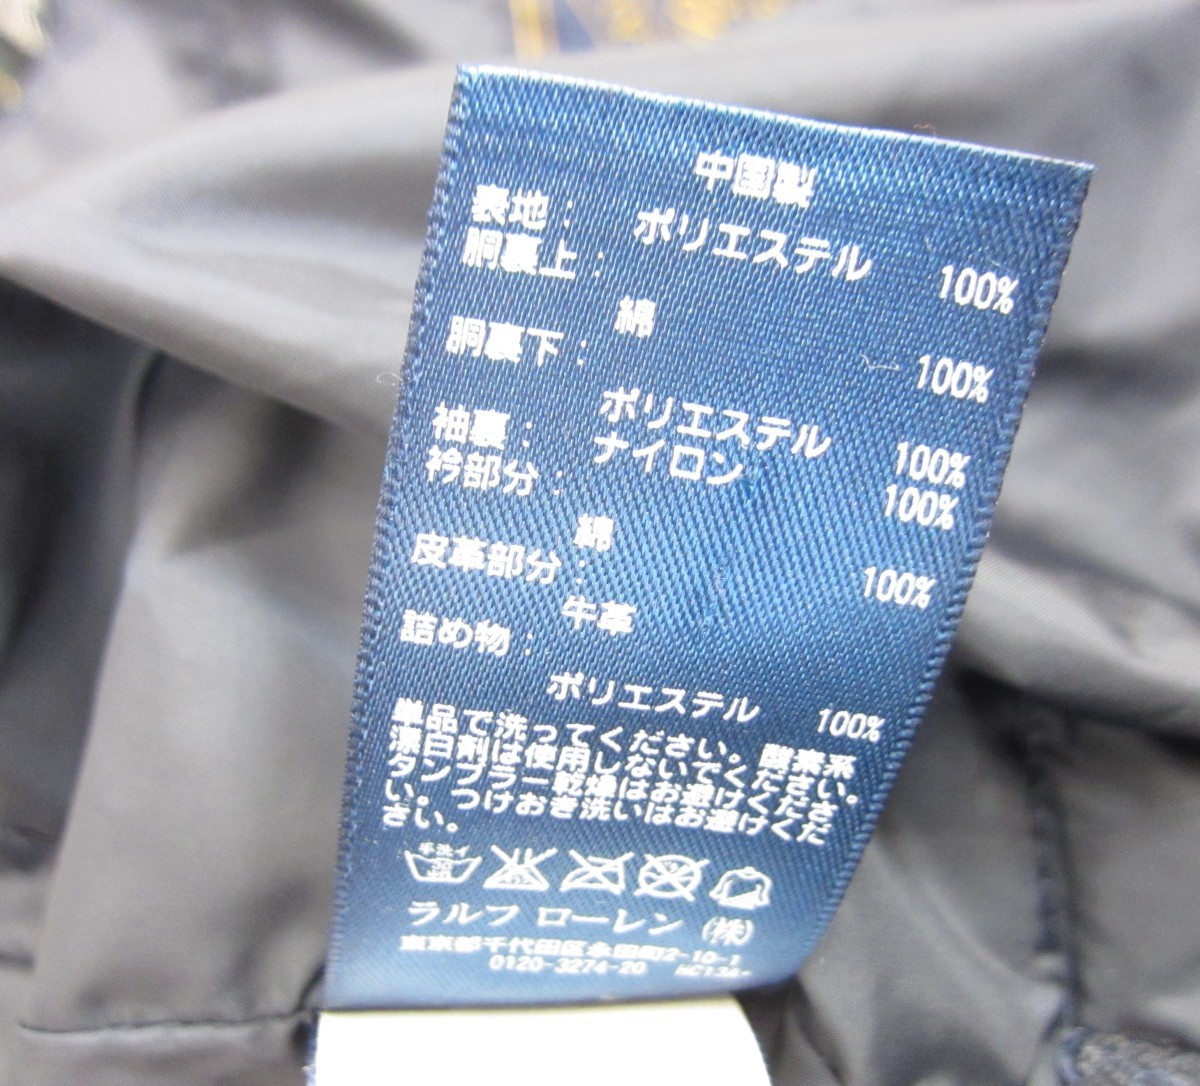 中国製
表地： ポリエステル 100%
胴裏上：
綿 100%
胴裏下：
ポリエステル 100%
袖裏： ナイロン 100%
衿部分：
綿 100%
皮革部分：
牛革
詰め物：
ポリエステル 100%
単品で洗ってください。酸素系
漂白剤は使用しないでください。
タンブラー乾燥はお避けくださ
い。つけおき洗いはお避けくだ
さい。
手洗イ
ラルフ ローレン (株)
東京都千代田区永田町2-10-1
0120-3274-20